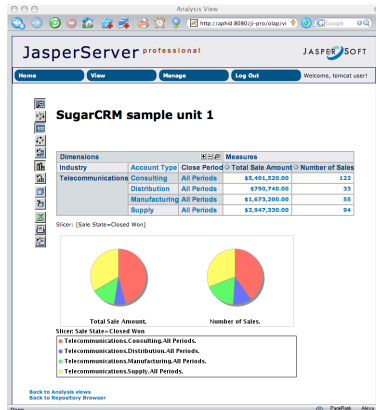 Analysis View
http://aphid:8080/ji-pro/olap/vi
Google
JasperServer professional
JASPERSOFT
Home View Manage Log Out Welcome, tomcat user!
SugarCRM sample unit 1
Dimensions Measures
Industry Account Type Close Period Total Sale Amount Number of Sales
Telecommunications Consulting All Periods $5,401,520.00 122
Distribution All Periods $790,740.00 33
Manufacturing All Periods $1,673,200.00 55
Supply All Periods $3,947,330.00 94
Slicer: [Sale State=Closed Won]
Total Sale Amount. Number of Sales.
Slicer: Sale State=Closed Won
Telecommunications.Consulting.All Periods.
Telecommunications.Distribution.All Periods.
Telecommunications.Manufacturing.All Periods.
Telecommunications.Supply.All Periods.
Back to Analysis views
Back to Repository Browser
Done PageRank Alexa